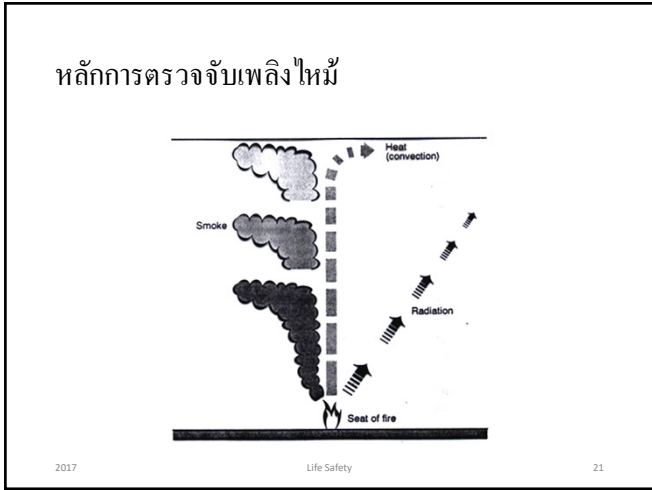 หลักการตรวจจับเพลิงไหม้
Heat
(convection)
Smoke
Radiation
Seat of fire
2017
Life Safety
21